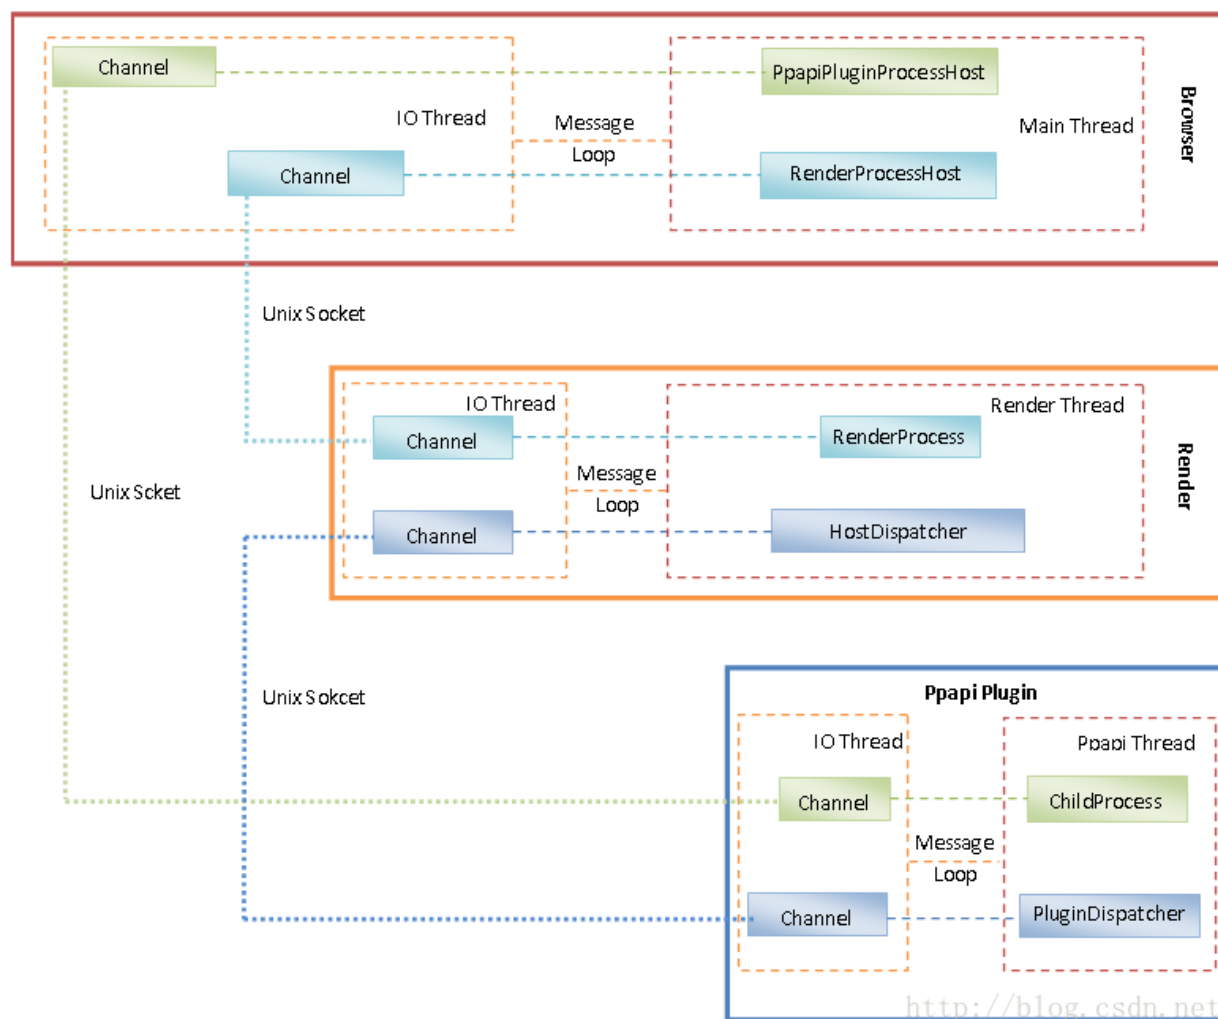 Channel
PpapiPluginProcessHost
IO Thread
Message
Loop
Main Thread
Browser
Channel
RenderProcessHost
Unix Socket
IO Thread
Render Thread
Channel
RenderProcess
Message
Loop
Render
Unix Scket
Channel
HostDispatcher
Unix Sokcet
Ppapi Plugin
IO Thread
Ppapi Thread
Channel
ChildProcess
Message
Loop
Channel
PluginDispatcher
http://blog.csdn.net